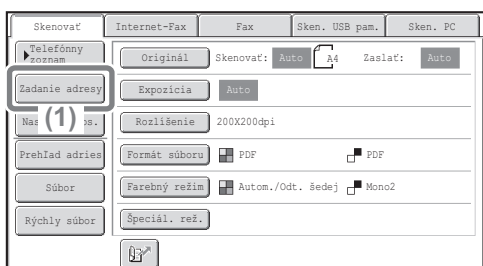 Skenovať Internet-Fax Fax Sken. USB pam. Sken. PC
Telefónny
zoznam
Originál Skenovať: Auto A4 Zaslať: Auto
Zadanie adresy
Expozícia Auto
(1)
Rozlíšenie 200X200dpi
Prehľad adries
Formát súboru PDF PDF
Súbor
Farebný režim Autom./Odt. šedej Mono2
Rýchly súbor
Špeciál. rež.